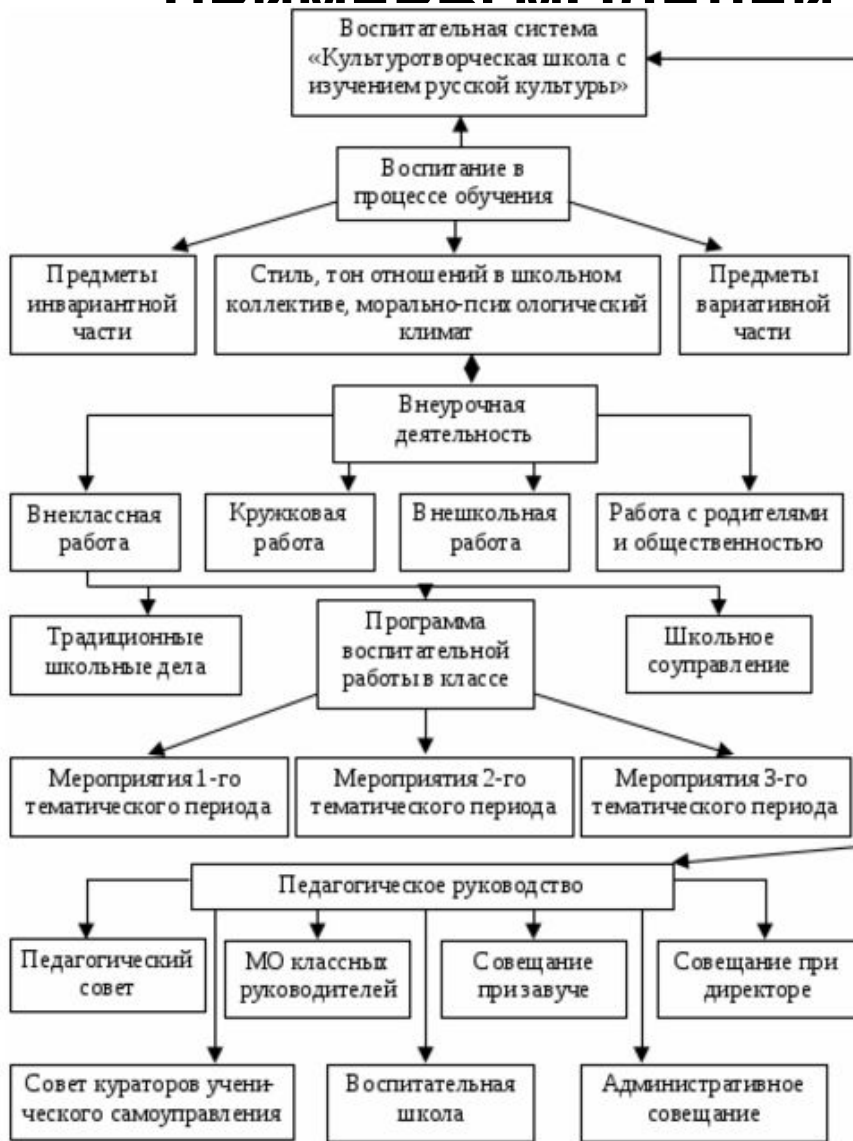 Воспитательная система
«Культуротворческая школа с
изучением русской культуры»
Воспитание в
процессе обучения
Предметы
инвариантной
части
Стиль, тон отношений в школьном
коллективе, морально-психологический
климат
Предметы
вариативной
части
Внеурочная
деятельность
Внеклассная
работа
Кружковая
работа
Внешкольная
работа
Работа с родителями
и общественностью
Традиционные
школьные дела
Программа
воспитательной
работы в классе
Школьное
соуправление
Мероприятия 1-го
тематического периода
Мероприятия 2-го
тематического периода
Мероприятия 3-го
тематического периода
Педагогическое руководство
Педагогический
совет
МО классных
руководителей
Совещание
при завуче
Совещание при
директоре
Совет кураторов учени-
ческого самоуправления
Воспитательная
школа
Административное
совещание